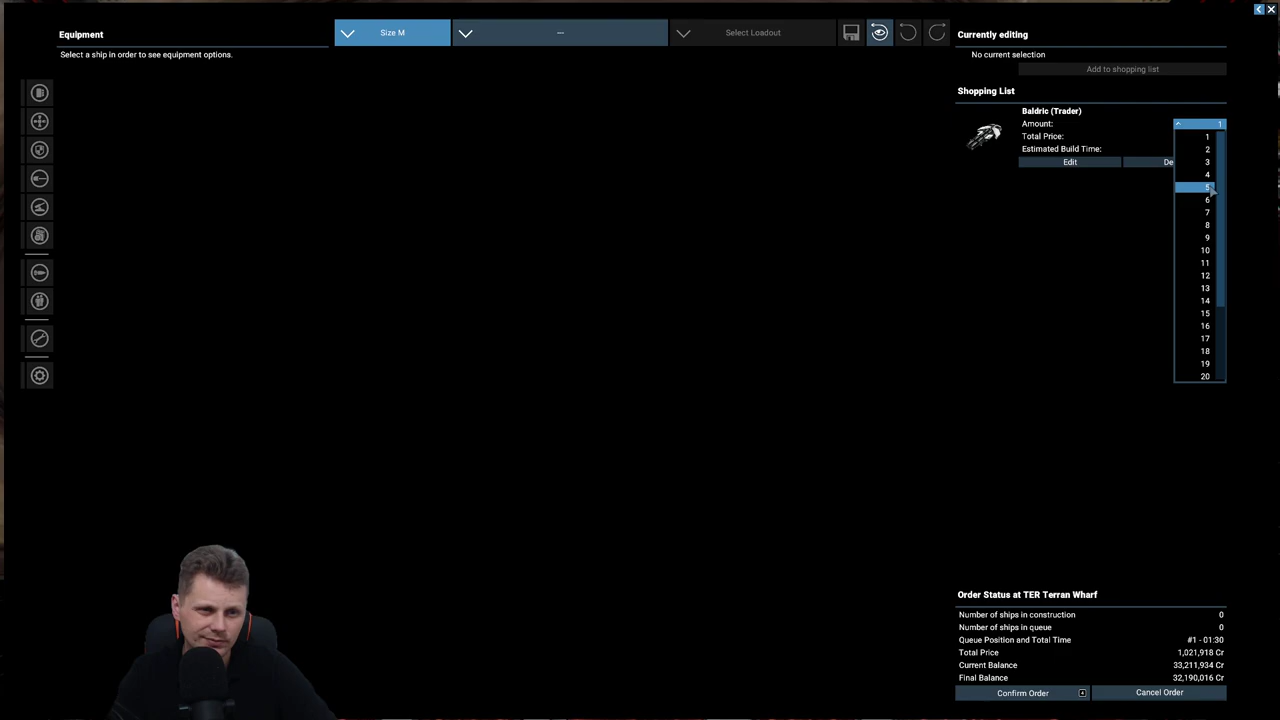 Equipment
Select a ship in order to see equipment options.
Size M
---
Select Loadout
Currently editing
No current selection
Add to shopping list
Shopping List
Baldric (Trader)
Amount:
1
Total Price:
Estimated Build Time:
Edit
De
1
2
3
4
5
6
7
8
9
10
11
12
13
14
15
16
17
18
19
20
Order Status at TER Terran Wharf
Number of ships in construction 0
Number of ships in queue 0
Queue Position and Total Time #1 - 01:30
Total Price 1,021,918 Cr
Current Balance 33,211,934 Cr
Final Balance 32,190,016 Cr
Confirm Order
Cancel Order